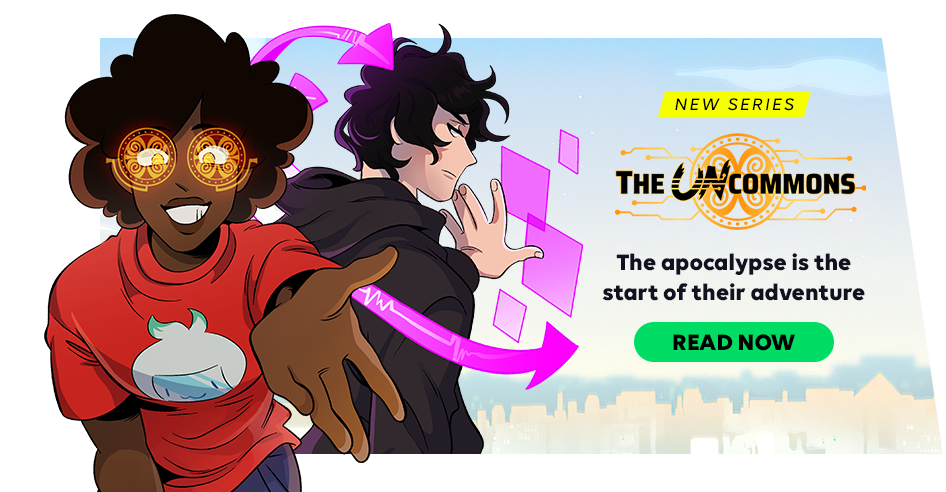 NEW SERIES
THE UNCOMMONS
The apocalypse is the
start of their adventure
READ NOW